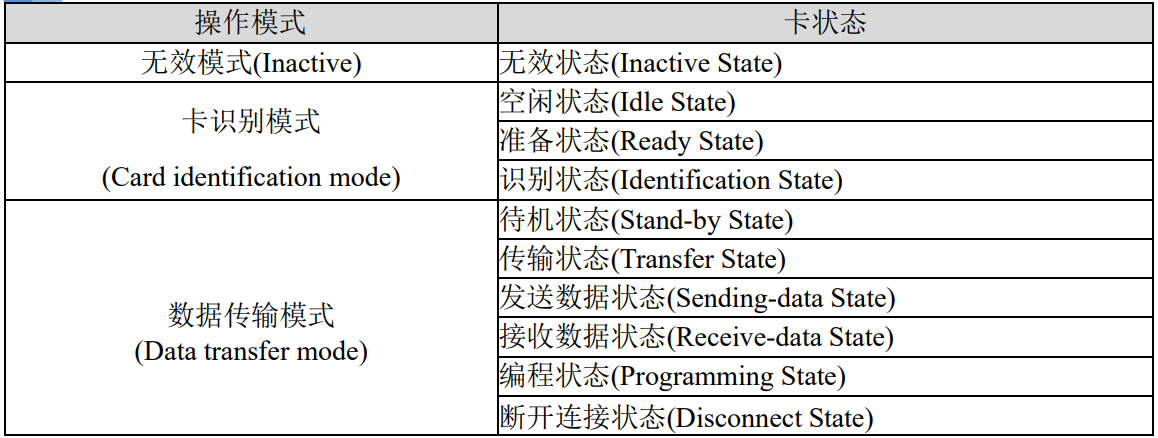 操作模式 卡状态
无效模式(Inactive) 无效状态(Inactive State)
卡识别模式
(Card identification mode)
空闲状态(Idle State)
准备状态(Ready State)
识别状态(Identification State)
数据传输模式
(Data transfer mode)
待机状态(Stand-by State)
传输状态(Transfer State)
发送数据状态(Sending-data State)
接收数据状态(Receive-data State)
编程状态(Programming State)
断开连接状态(Disconnect State)